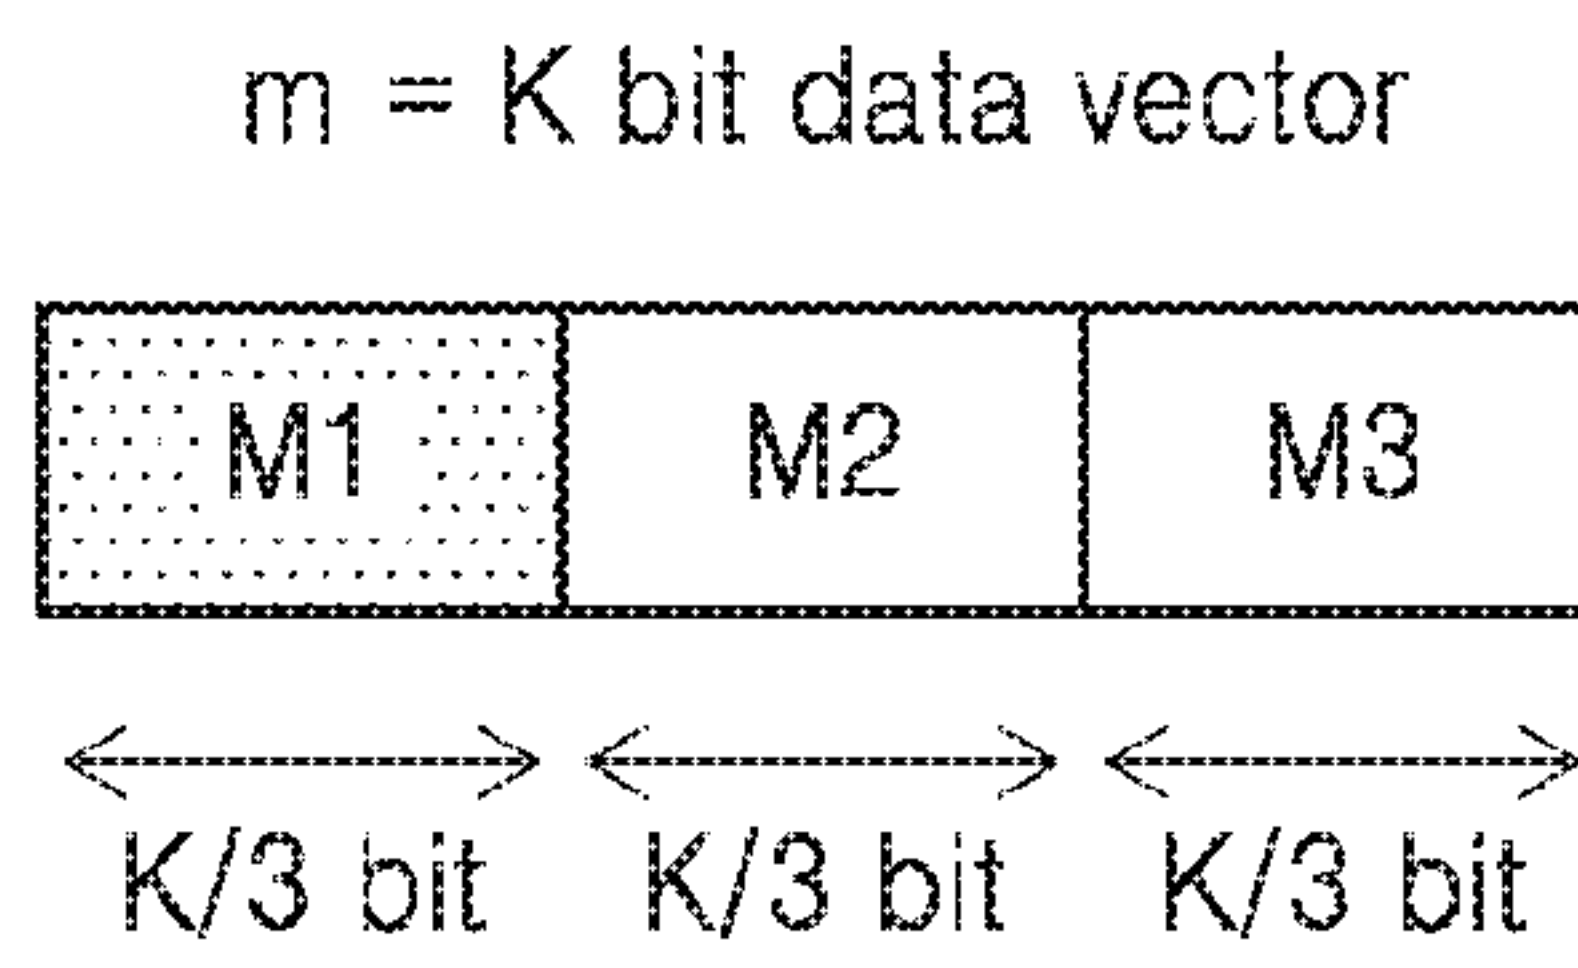 m = K bit data vector
M1 M2 M3
K/3 bit K/3 bit K/3 bit